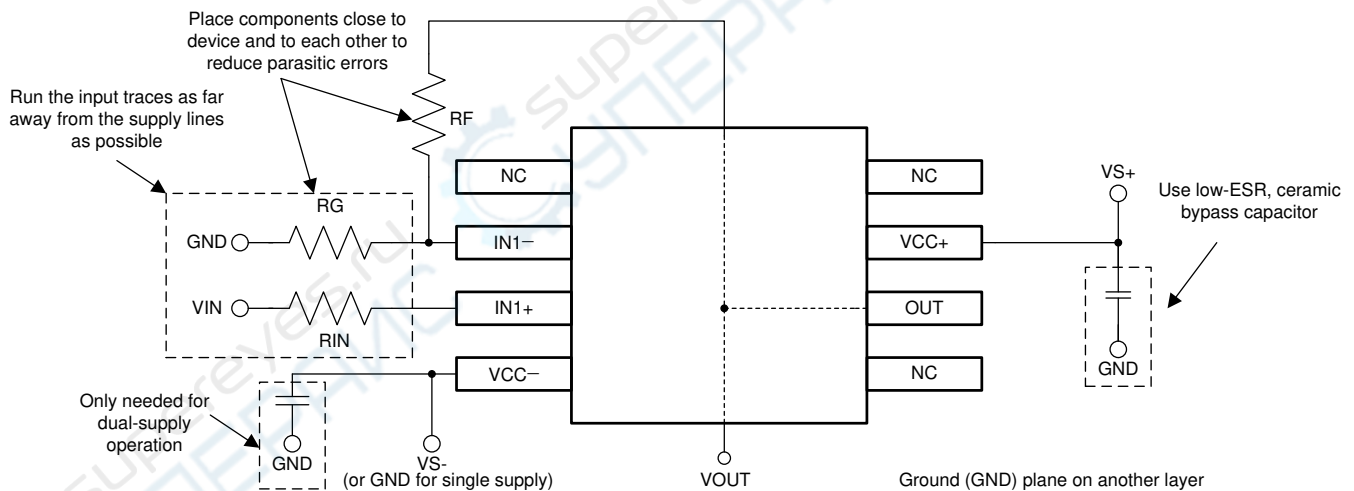 Place components close to
device and to each other to
reduce parasitic errors
Run the input traces as far
away from the supply lines
as possible
RF
RG
GND
VIN
RIN
NC
IN1−
IN1+
VCC−
NC
VCC+
OUT
NC
VS+
GND
Use low-ESR, ceramic
bypass capacitor
Only needed for
dual-supply
operation
GND
VS-
(or GND for single supply)
VOUT
Ground (GND) plane on another layer
supereyes.ru
СУПЕРАЙС